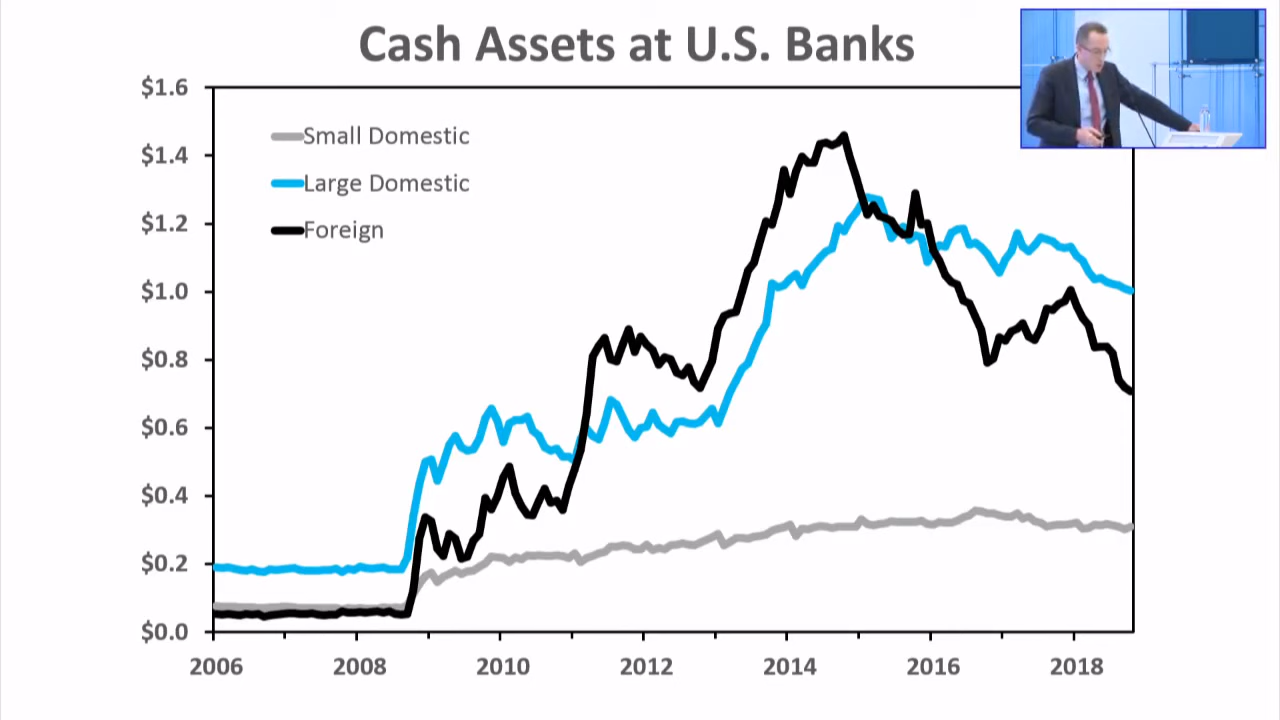 Cash Assets at U.S. Banks
$1.6
$1.4
$1.2
$1.0
$0.8
$0.6
$0.4
$0.2
$0.0
Small Domestic
Large Domestic
Foreign
2006 2008 2010 2012 2014 2016 2018